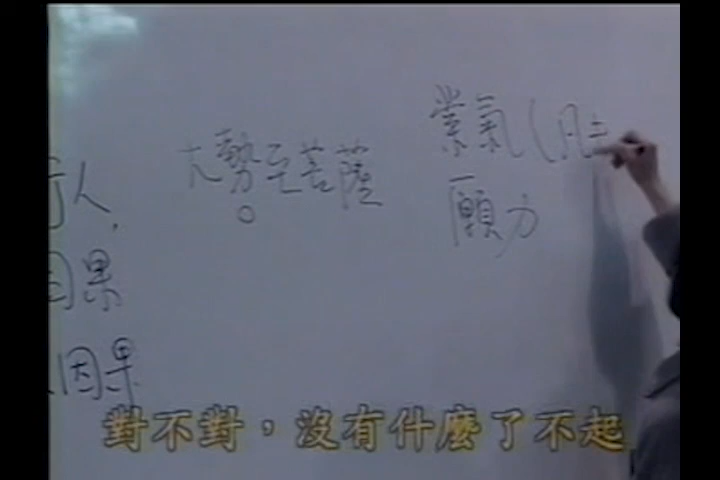 人,
因果
因果
大勢至菩薩
業氣(凡
願力
對不對,沒有什麼了不起